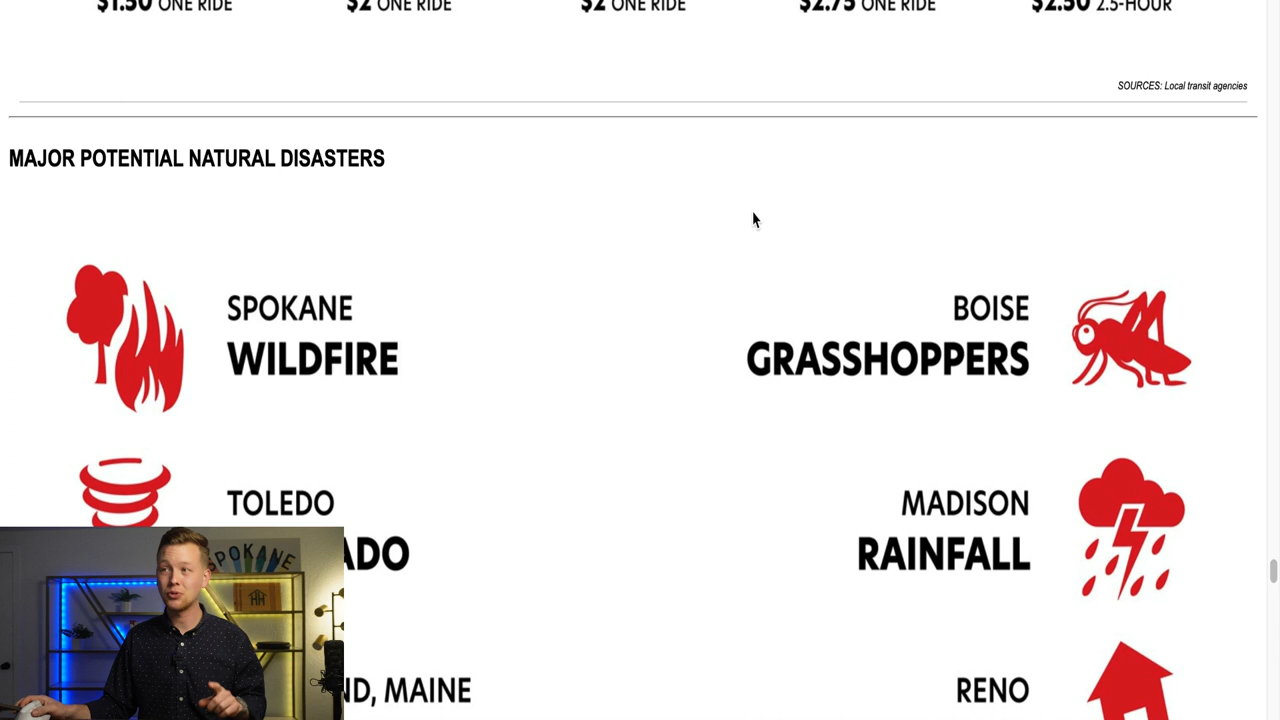 $1.50 ONE RIDE
$2 ONE RIDE
$2 ONE RIDE
$2.75 ONE RIDE
$2.50 2.5-HOUR
SOURCES: Local transit agencies
MAJOR POTENTIAL NATURAL DISASTERS
SPOKANE
WILDFIRE
BOISE
GRASSHOPPERS
TOLEDO
ADO
MADISON
RAINFALL
SPOKANE
HH
ND, MAINE
RENO